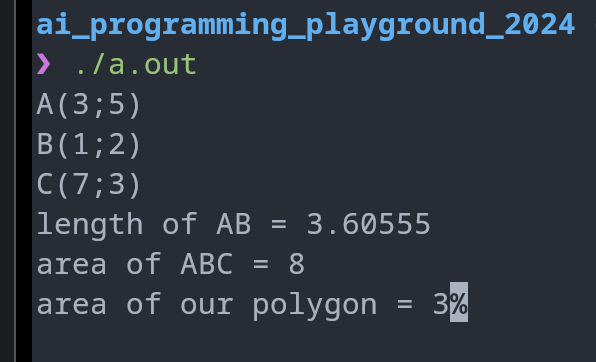 ai_programming_playground_2024
❯ ./a.out
A(3;5)
B(1;2)
C(7;3)
length of AB = 3.60555
area of ABC = 8
area of our polygon = 3%